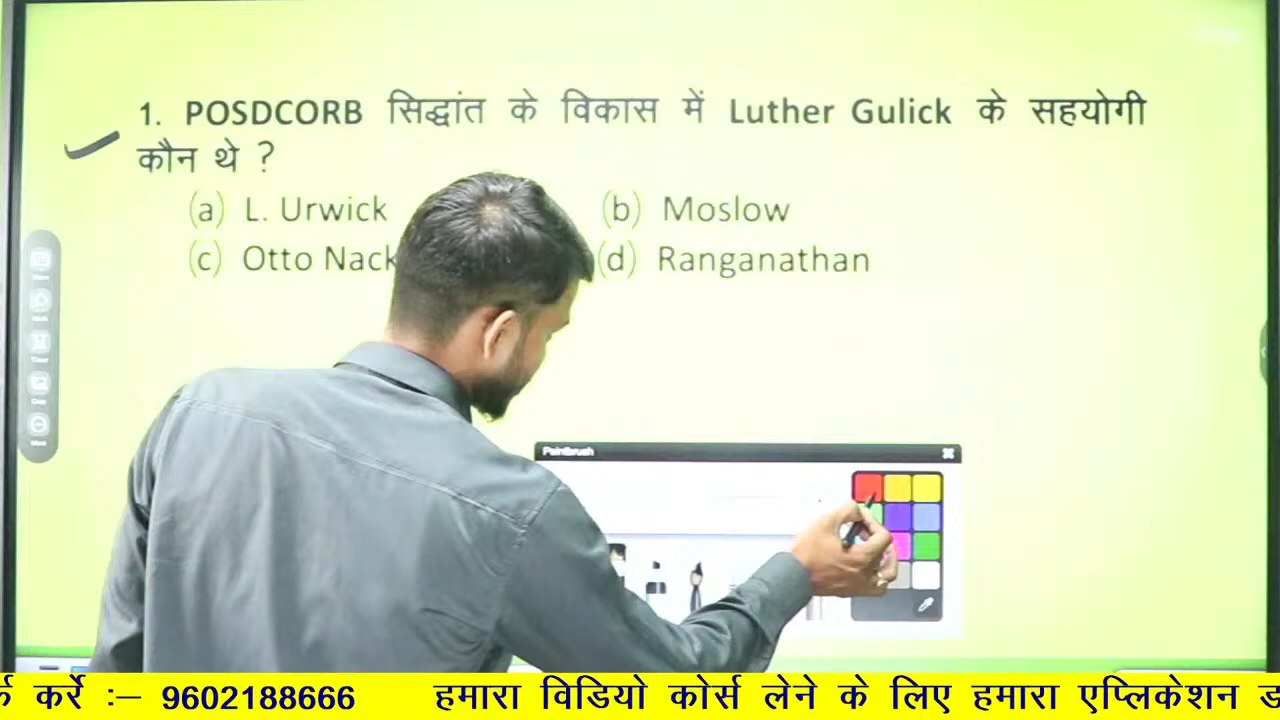 1. POSDCORB सिद्धांत के विकास में Luther Gulick के सहयोगी
कौन थे ?
(a) L. Urwick (b) Moslow
(c) Otto Nack (d) Ranganathan
Paintbrush
र्क करें :– 9602188666 हमारा विडियो कोर्स लेने के लिए हमारा एप्लिकेशन ड